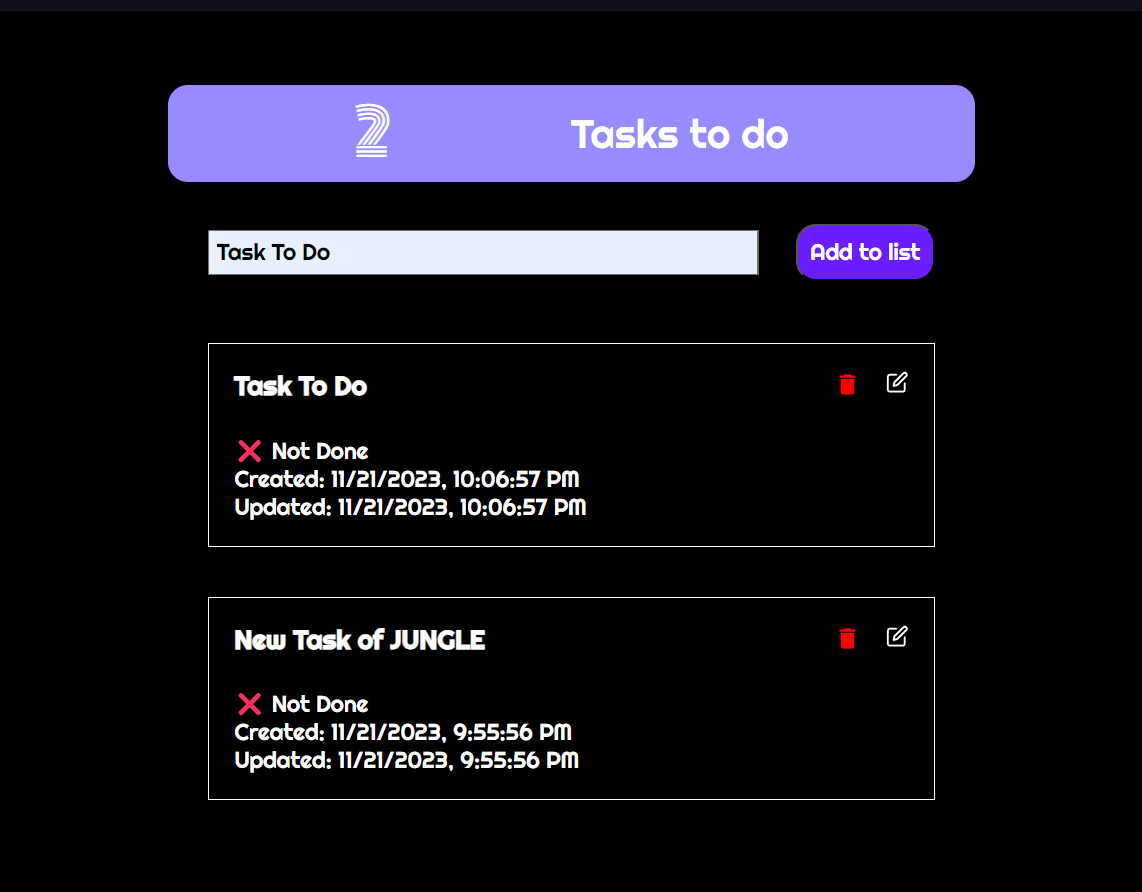 2 Tasks to do
Task To Do Add to list
Task To Do
❌ Not Done
Created: 11/21/2023, 10:06:57 PM
Updated: 11/21/2023, 10:06:57 PM
New Task of JUNGLE
❌ Not Done
Created: 11/21/2023, 9:55:56 PM
Updated: 11/21/2023, 9:55:56 PM